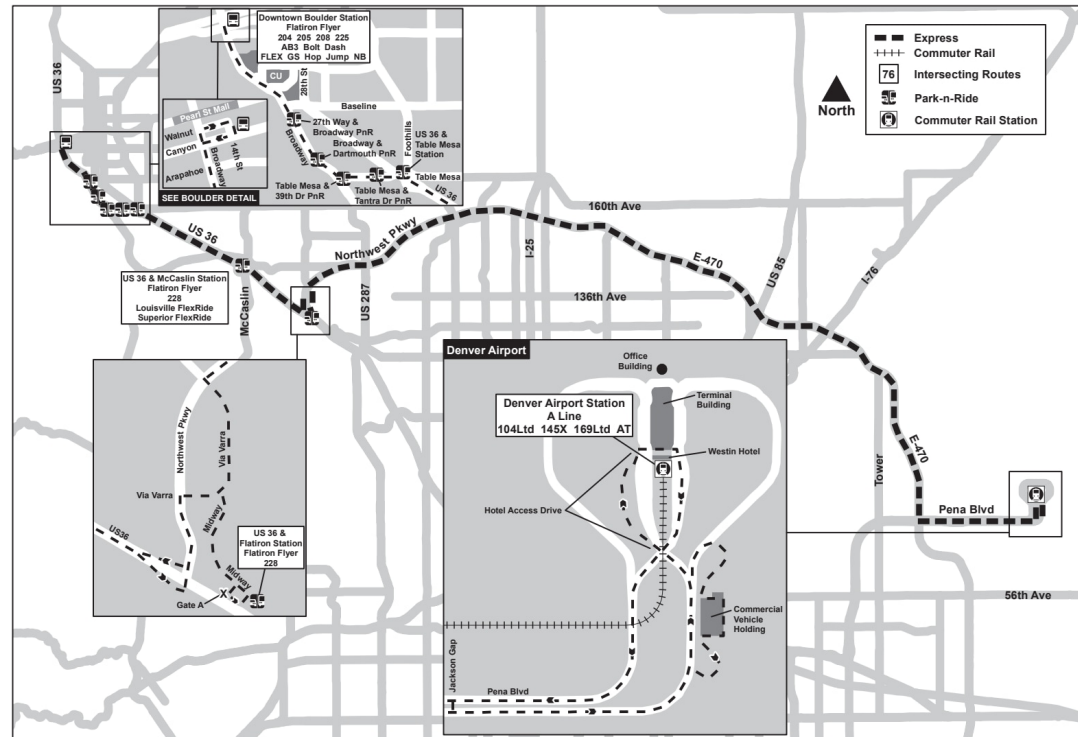 Downtown Boulder Station
Flatiron Flyer
204 205 208 225
AB3 Bolt Dash
FLEX GS Hop Jump NB
CU
28th St
Baseline
27th Way &
Broadway PnR
Broadway &
Dartmouth PnR
Broadway
Foothills
US 36 &
Table Mesa
Station
Table Mesa
Table Mesa &
39th Dr PnR
Table Mesa &
Tantra Dr PnR
US 36
Pearl St Mall
Walnut
Canyon
14th St
Broadway
Arapahoe
SEE BOULDER DETAIL
US 36
North
Express
Commuter Rail
76
Intersecting Routes
Park-n-Ride
Commuter Rail Station
US 36
US 36 & McCaslin Station
Flatiron Flyer
228
Louisville FlexRide
Superior FlexRide
McCaslin
Northwest Pkwy
US 287
I-25
160th Ave
136th Ave
E-470
US 85
I-76
Tower
E-470
Pena Blvd
56th Ave
Northwest Pkwy
Via Varra
Via Varra
Midway
US36
US 36 &
Flatiron Station
Flatiron Flyer
228
Midway
X
Gate A
Denver Airport
Office
Building
Terminal
Building
Denver Airport Station
A Line
104Ltd 145X 169Ltd AT
Westin Hotel
Hotel Access Drive
Commercial
Vehicle
Holding
Jackson Gap
Pena Blvd